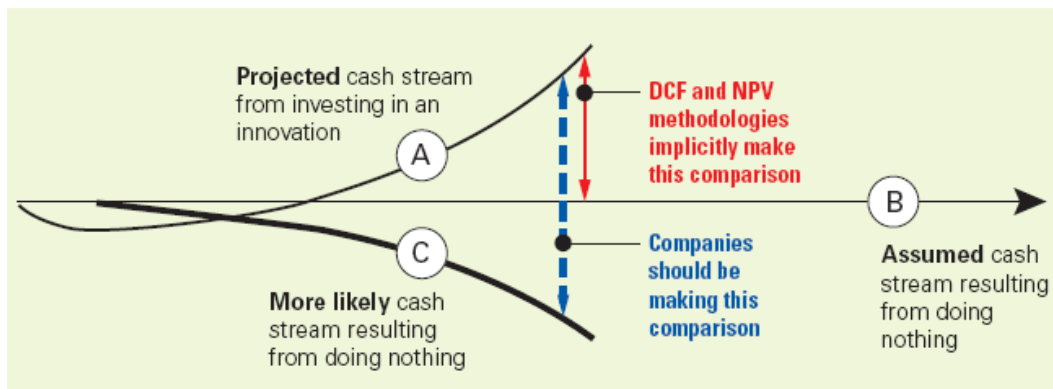 Projected cash stream
from investing in an
innovation
A
DCF and NPV
methodologies
implicitly make
this comparison
B
Assumed cash
stream resulting
from doing
nothing
C
More likely cash
stream resulting
from doing nothing
Companies
should be
making this
comparison